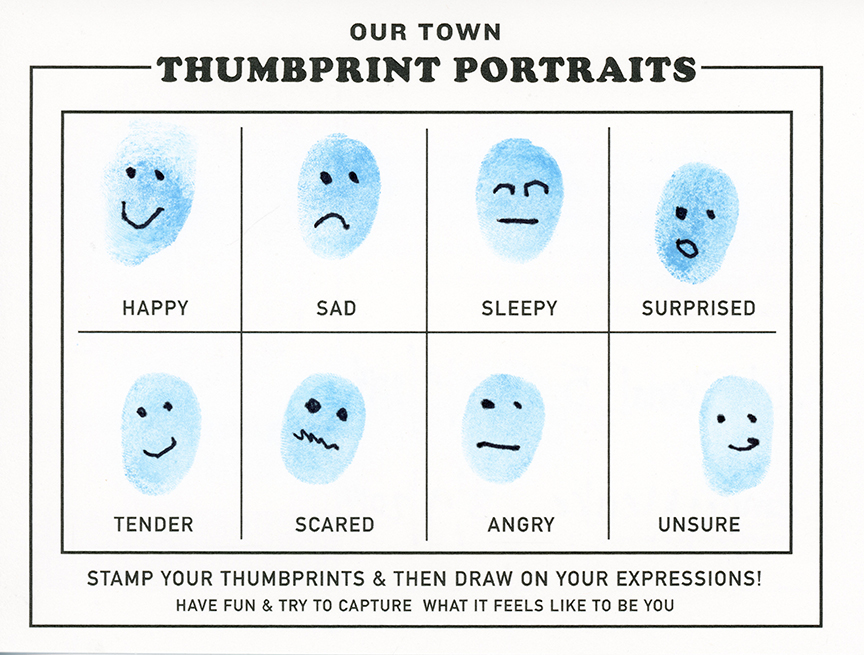 OUR TOWN
THUMBPRINT PORTRAITS
HAPPY
SAD
SLEEPY
SURPRISED
TENDER
SCARED
ANGRY
UNSURE
STAMP YOUR THUMBPRINTS & THEN DRAW ON YOUR EXPRESSIONS!
HAVE FUN & TRY TO CAPTURE WHAT IT FEELS LIKE TO BE YOU